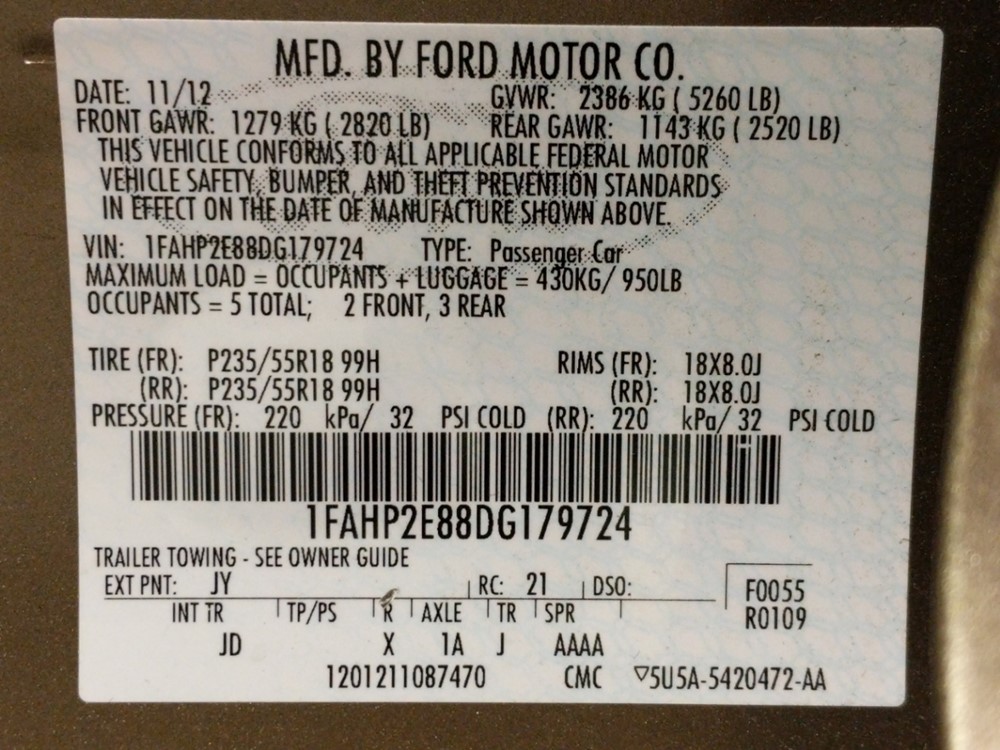 MFD. BY FORD MOTOR CO.
DATE: 11/12 GVWR: 2386 KG ( 5260 LB)
FRONT GAWR: 1279 KG ( 2820 LB) REAR GAWR: 1143 KG ( 2520 LB)
THIS VEHICLE CONFORMS TO ALL APPLICABLE FEDERAL MOTOR
VEHICLE SAFETY, BUMPER, AND THEFT PREVENTION STANDARDS
IN EFFECT ON THE DATE OF MANUFACTURE SHOWN ABOVE.
VIN: 1FAHP2E88DG179724 TYPE: Passenger Car
MAXIMUM LOAD = OCCUPANTS + LUGGAGE = 430KG/ 950LB
OCCUPANTS = 5 TOTAL; 2 FRONT, 3 REAR
TIRE (FR): P235/55R18 99H RIMS (FR): 18X8.0J
(RR): P235/55R18 99H (RR): 18X8.0J
PRESSURE (FR): 220 kPa/ 32 PSI COLD (RR): 220 kPa/ 32 PSI COLD
1FAHP2E88DG179724
TRAILER TOWING - SEE OWNER GUIDE
EXT PNT: JY RC: 21 DSO: F0055
INT TR TP/PS R AXLE TR SPR R0109
JD X 1A J AAAA
1201211087470 CMC ▽5U5A-5420472-AA